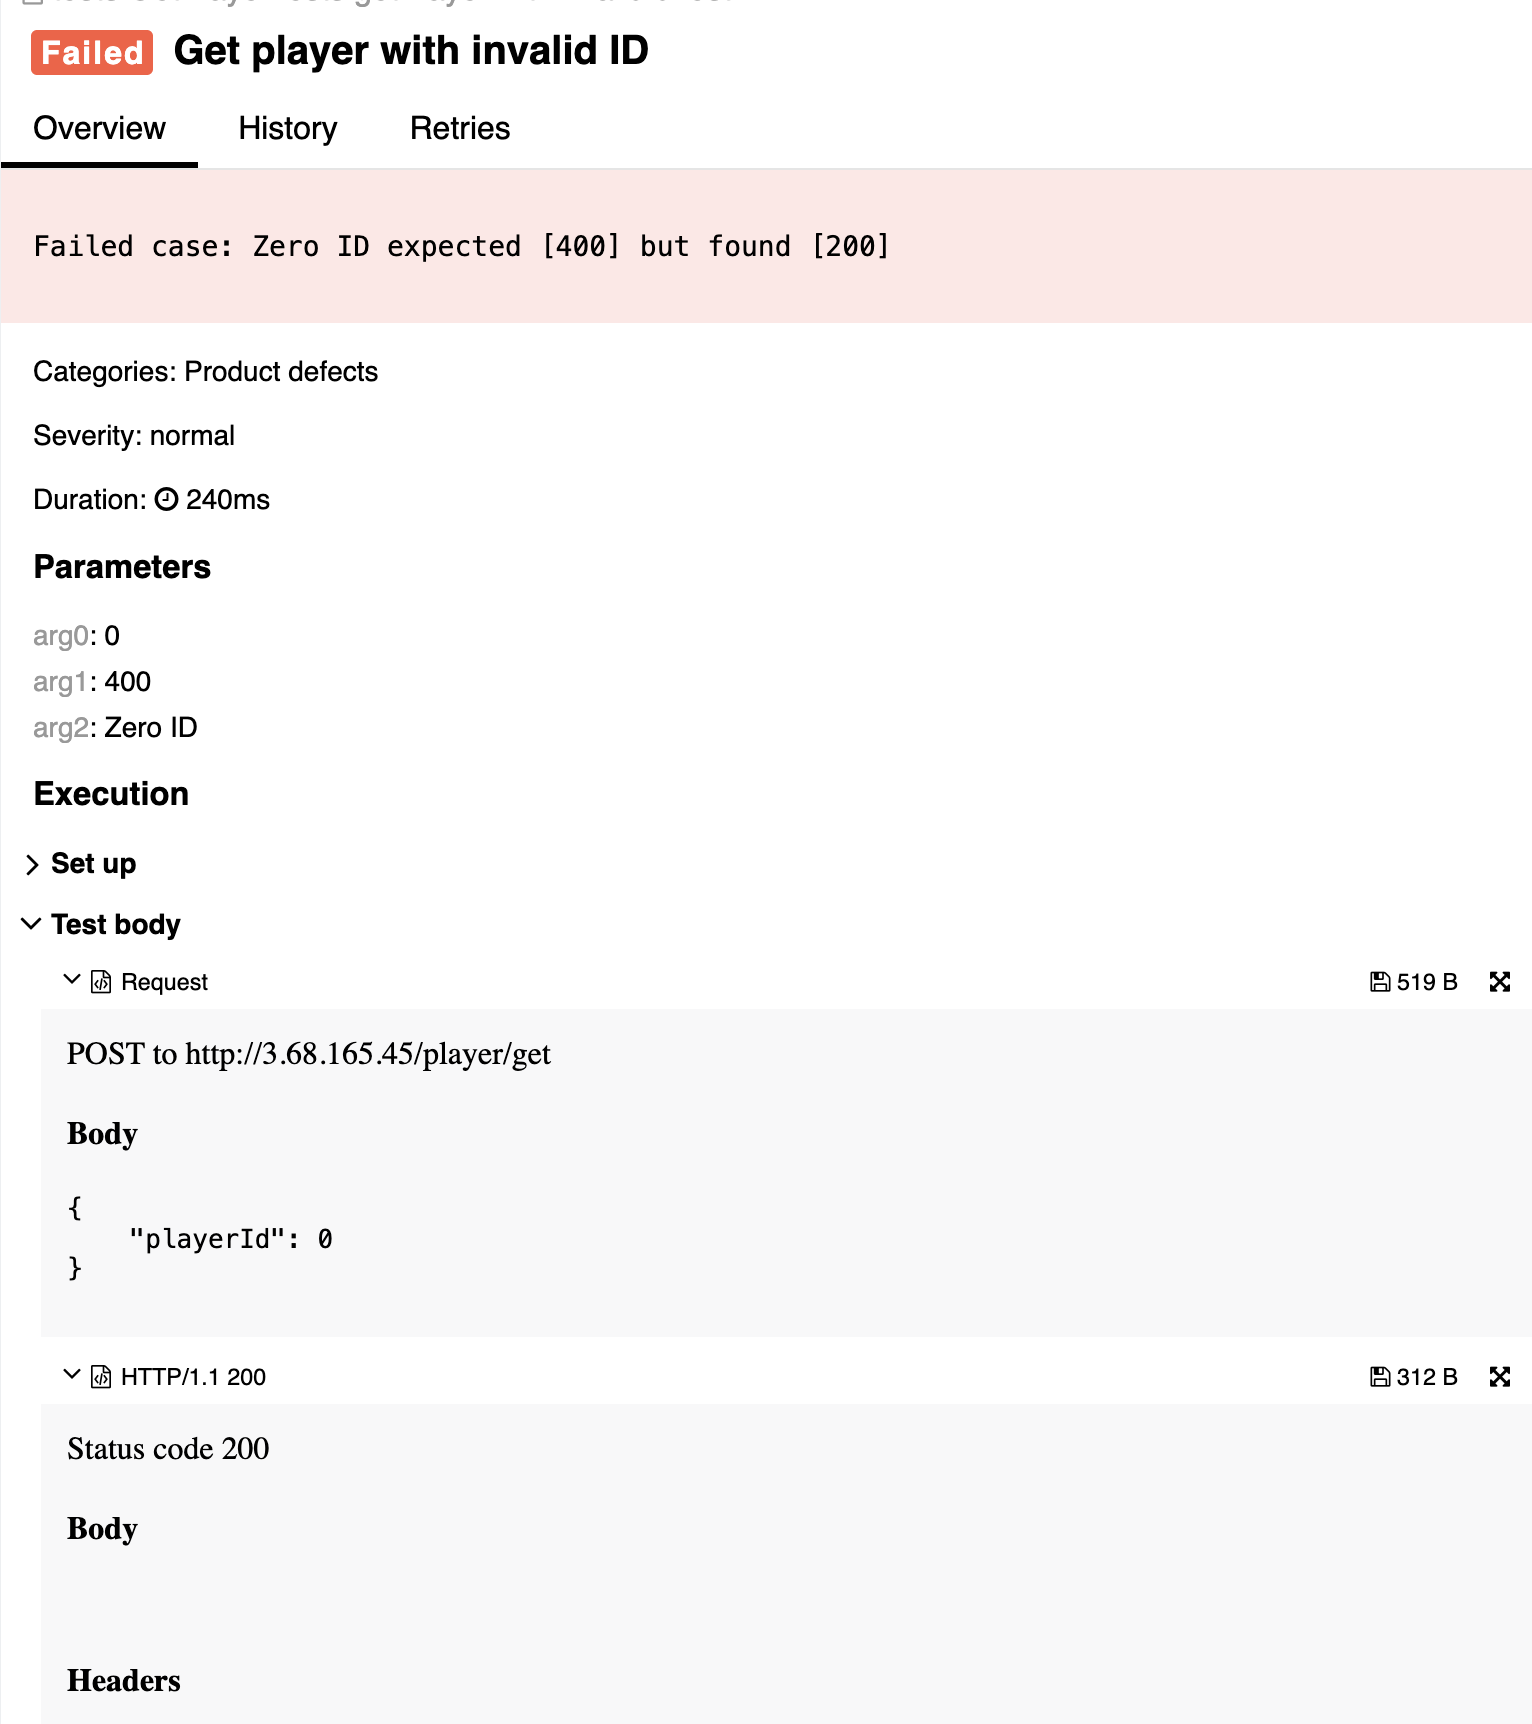 Failed Get player with invalid ID
Overview History Retries
Failed case: Zero ID expected [400] but found [200]
Categories: Product defects
Severity: normal
Duration: 240ms
Parameters
arg0: 0
arg1: 400
arg2: Zero ID
Execution
Set up
Test body
Request 519 B
POST to http://3.68.165.45/player/get
Body
{
    "playerId": 0
}
HTTP/1.1 200 312 B
Status code 200
Body
Headers